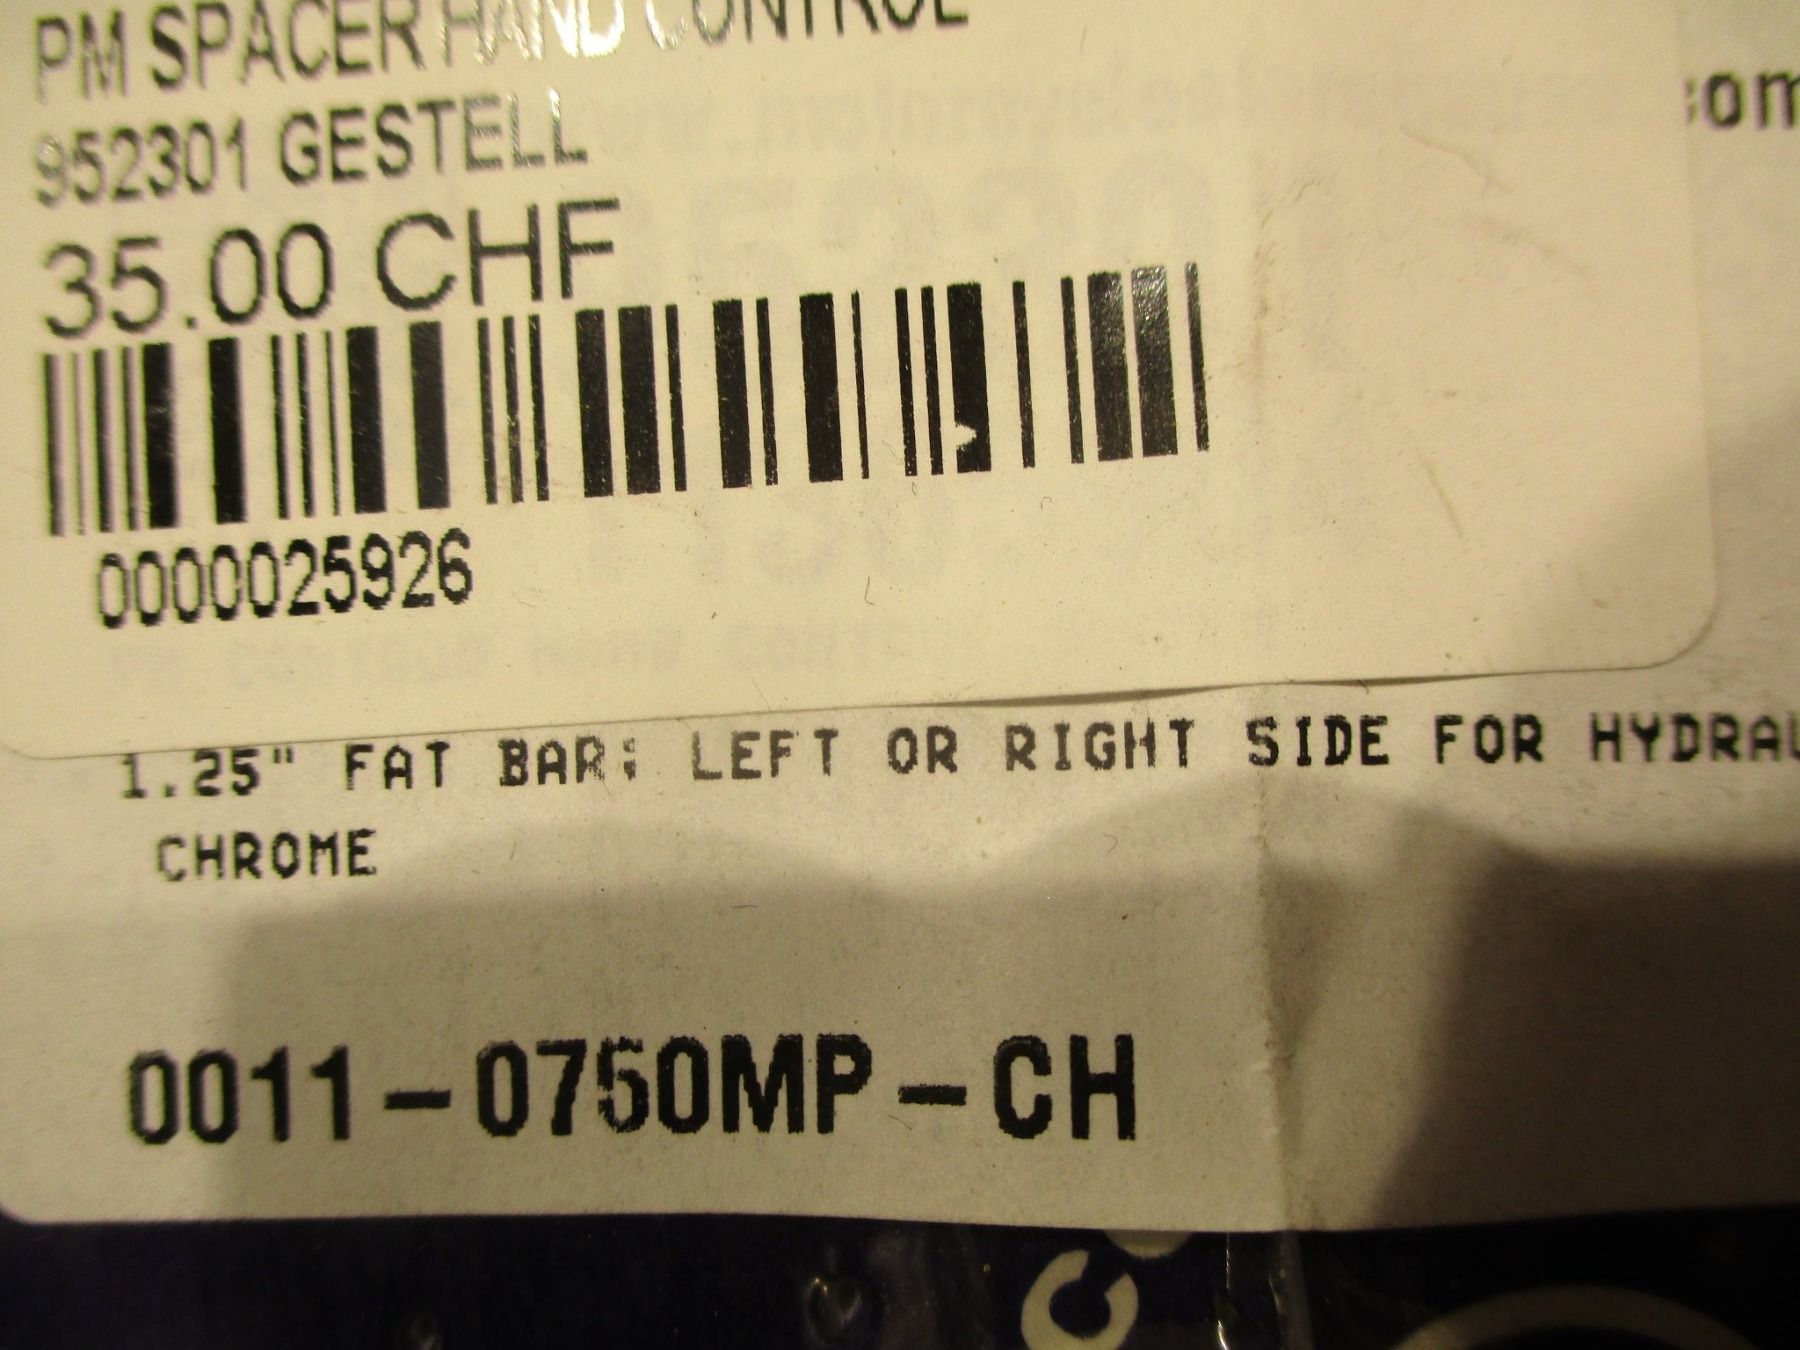 PM SPACER HAND CONTROL
952301 GESTELL
35.00 CHF
0000025926
1.25" FAT BAR; LEFT OR RIGHT SIDE FOR HYDRAU
CHROME
0011-0750MP-CH